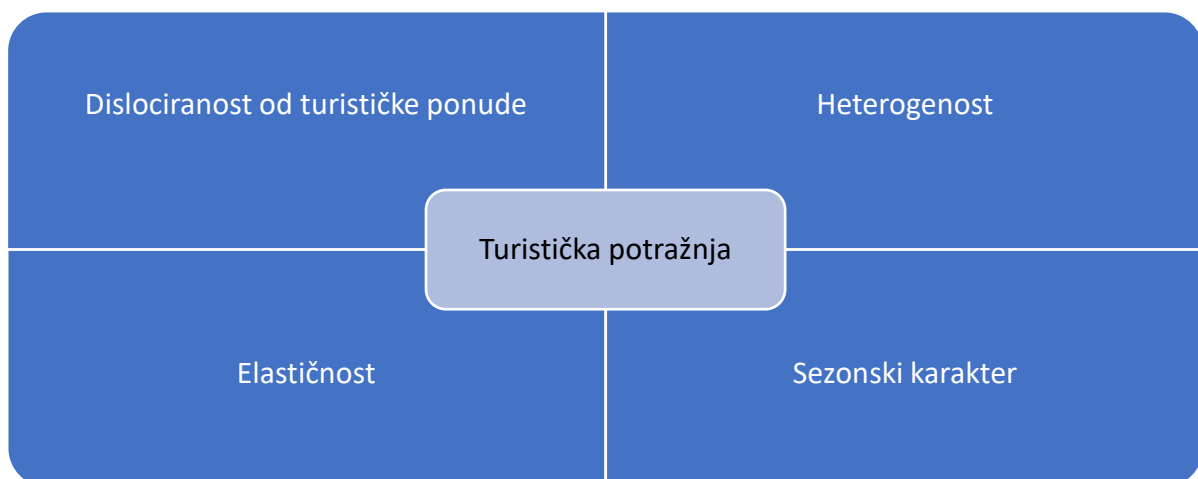 Dislociranost od turističke ponude
Heterogenost
Turistička potražnja
Elastičnost
Sezonski karakter